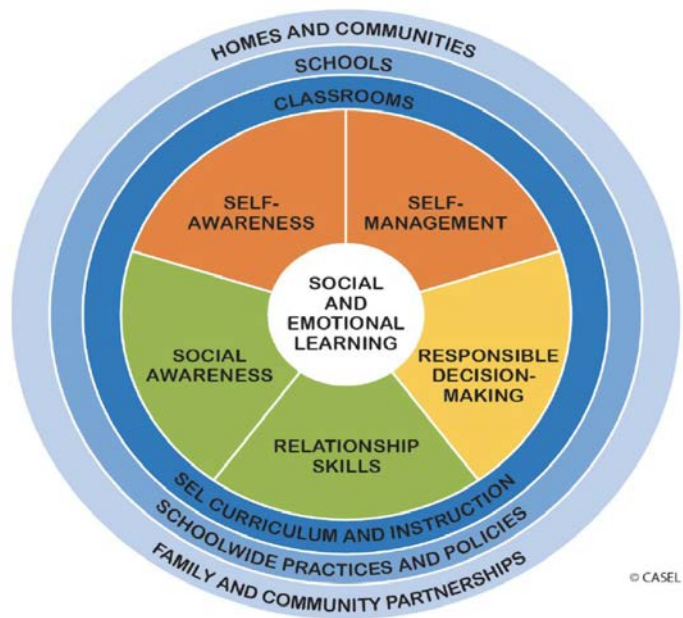 HOMES AND COMMUNITIES
SCHOOLS
CLASSROOMS
SELF-
AWARENESS
SELF-
MANAGEMENT
SOCIAL
AND
EMOTIONAL
LEARNING
SOCIAL
AWARENESS
RESPONSIBLE
DECISION-
MAKING
RELATIONSHIP
SKILLS
SEL CURRICULUM AND INSTRUCTION
SCHOOLWIDE PRACTICES AND POLICIES
FAMILY AND COMMUNITY PARTNERSHIPS
© CASEL